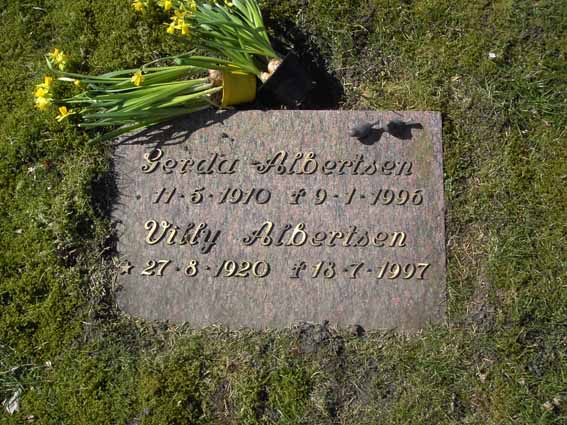 Gerda Albertsen
· 11 · 5 · 1910 ✝ 9 · 1 · 1996
Villy Albertsen
* 27 · 8 · 1920 ✝ 18 · 7 · 1997